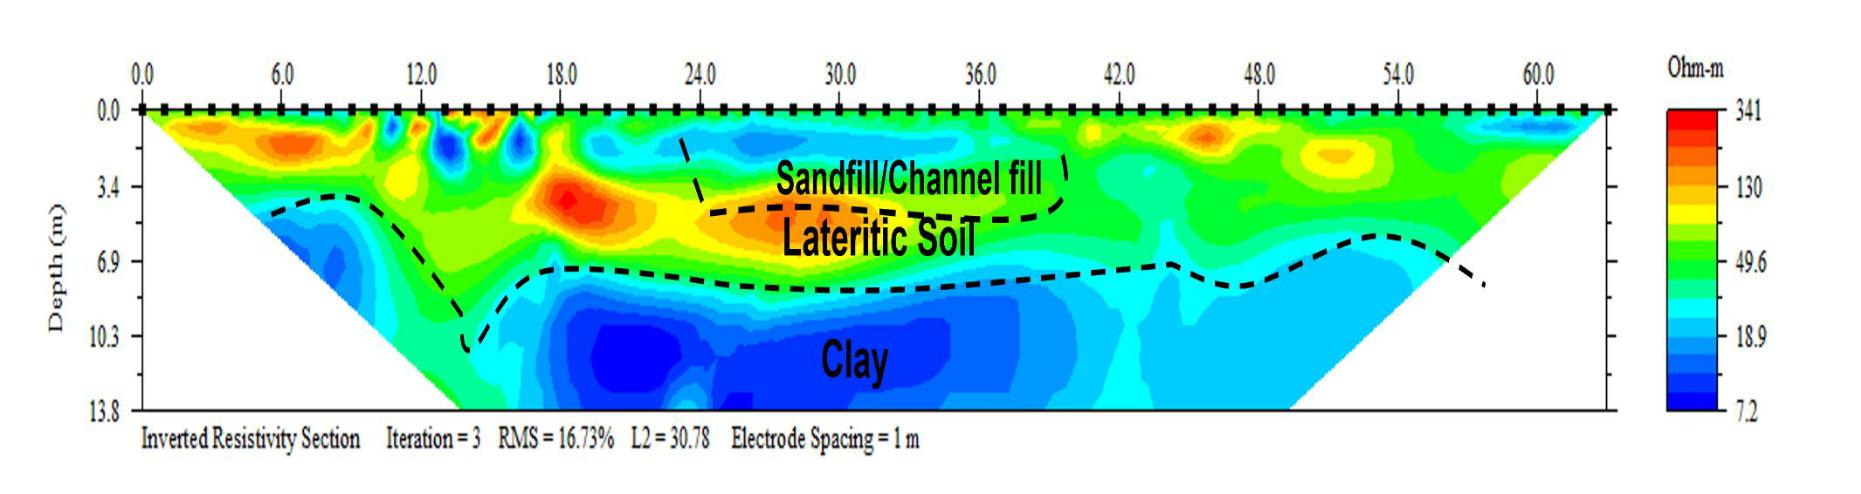 Ohm-m
0.0 6.0 12.0 18.0 24.0 30.0 36.0 42.0 48.0 54.0 60.0
0.0
3.4
6.9
10.3
13.8
Depth (m)
341
130
49.6
18.9
7.2
Sandfill/Channel fill
Lateritic Soil
Clay
Inverted Resistivity Section Iteration = 3 RMS = 16.73% L2 = 30.78 Electrode Spacing = 1 m